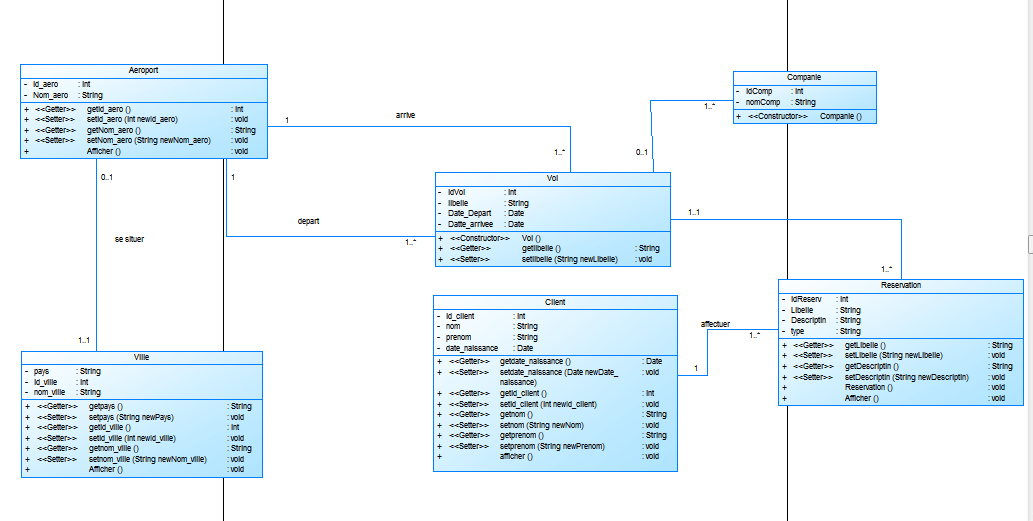 Aeroport
- Id_aero : Int
- Nom_aero : String
+ <<Getter>> getId_aero () : Int
+ <<Setter>> setId_aero (Int newId_aero) : void
+ <<Getter>> getNom_aero () : String
+ <<Setter>> setNom_aero (String newNom_aero) : void
+ Afficher () : void
1
arrive
1..*
Companie
- IdComp : Int
- nomComp : String
+ <<Constructor>> Companie ()
1..*
0..1
0..1
1
se situer
depart
1..*
1..1
Vol
- IdVol : Int
- libelle : String
- Date_Depart : Date
- Datte_arrivee : Date
+ <<Constructor>> Vol ()
+ <<Getter>> getlibelle () : String
+ <<Setter>> setlibelle (String newLibelle) : void
1..1
1..*
Ville
- pays : String
- Id_ville : Int
- nom_ville : String
+ <<Getter>> getpays () : String
+ <<Setter>> setpays (String newPays) : void
+ <<Getter>> getId_ville () : Int
+ <<Setter>> setId_ville (Int newId_ville) : void
+ <<Getter>> getnom_ville () : String
+ <<Setter>> setnom_ville (String newNom_ville) : void
+ Afficher () : void
Client
- Id_client : Int
- nom : String
- prenom : String
- date_naissance : Date
+ <<Getter>> getdate_naissance () : Date
+ <<Setter>> setdate_naissance (Date newDate_ : void
naissance)
+ <<Getter>> getId_client () : Int
+ <<Setter>> setId_client (Int newId_client) : void
+ <<Getter>> getnom () : String
+ <<Setter>> setnom (String newNom) : void
+ <<Getter>> getprenom () : String
+ <<Setter>> setprenom (String newPrenom) : void
+ afficher () : void
affectuer
1..*
1
Reservation
- IdReserv : Int
- Libelle : String
- Descriptin : String
- type : String
+ <<Getter>> getLibelle () : String
+ <<Setter>> setLibelle (String newLibelle) : void
+ <<Getter>> getDescriptin () : String
+ <<Setter>> setDescriptin (String newDescriptin) : void
+ Reservation () : void
+ Afficher () : void